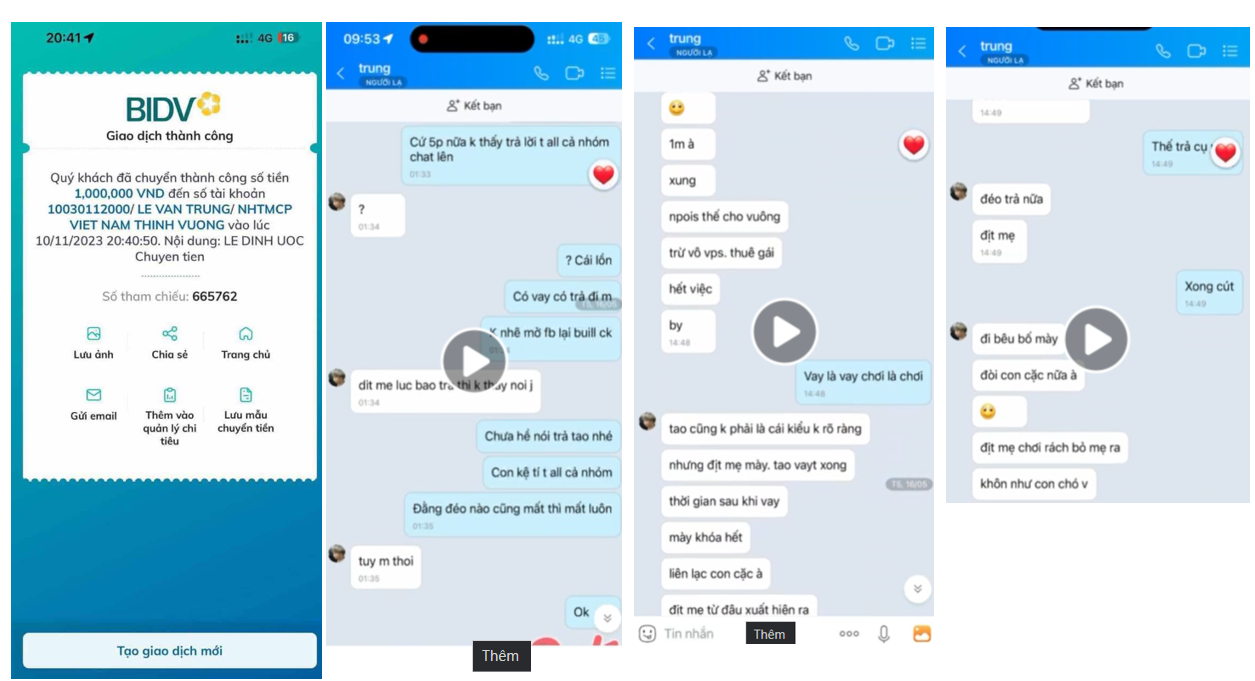 20:41
4G 16
BIDV
Giao dịch thành công
Quý khách đã chuyển thành công số tiền
1,000,000 VND đến số tài khoản
10030112000/ LE VAN TRUNG/ NHTMCP
VIET NAM THINH VUONG vào lúc
10/11/2023 20:40:50. Nội dung: LE DINH UOC
Chuyen tien
Số tham chiếu: 665762
Lưu ảnh
Chia sẻ
Trang chủ
Gửi email
Thêm vào
quản lý chi
tiêu
Lưu mẫu
chuyển tiền
Tạo giao dịch mới
09:53
4G 45
trung
NGƯỜI LẠ
Kết bạn
Cứ 5p nữa k thấy trả lời t all cả nhóm
chat lên
01:33
?
01:34
? Cái lồn
Có vay có trả đi m
T5, 16/05
K nhê mở fb lại buill ck
dit me luc bao tra thi k thay noi j
01:34
Chưa hề nói trả tao nhé
Con kệ tí t all cả nhóm
Đằng đéo nào cũng mất thì mất luôn
01:35
tuy m thoi
01:35
Ok
Thêm
trung
NGƯỜI LẠ
Kết bạn
1m à
xung
npois thế cho vuông
trừ vô vps. thuê gái
hết việc
by
14:48
Vay là vay chơi là chơi
14:48
tao cũng k phải là cái kiểu k rõ ràng
nhưng địt mẹ mày. tao vayt xong
T5, 16/05
thời gian sau khi vay
mày khóa hết
liên lạc con cặc à
địt mẹ từ đâu xuất hiện ra
Tin nhắn
Thêm
trung
NGƯỜI LẠ
Kết bạn
14:49
Thế trả cụ
14:49
đéo trả nữa
địt mẹ
14:49
Xong cút
14:49
đi bêu bố mày
đòi con cặc nữa à
địt mẹ chơi rách bỏ mẹ ra
khôn như con chó v